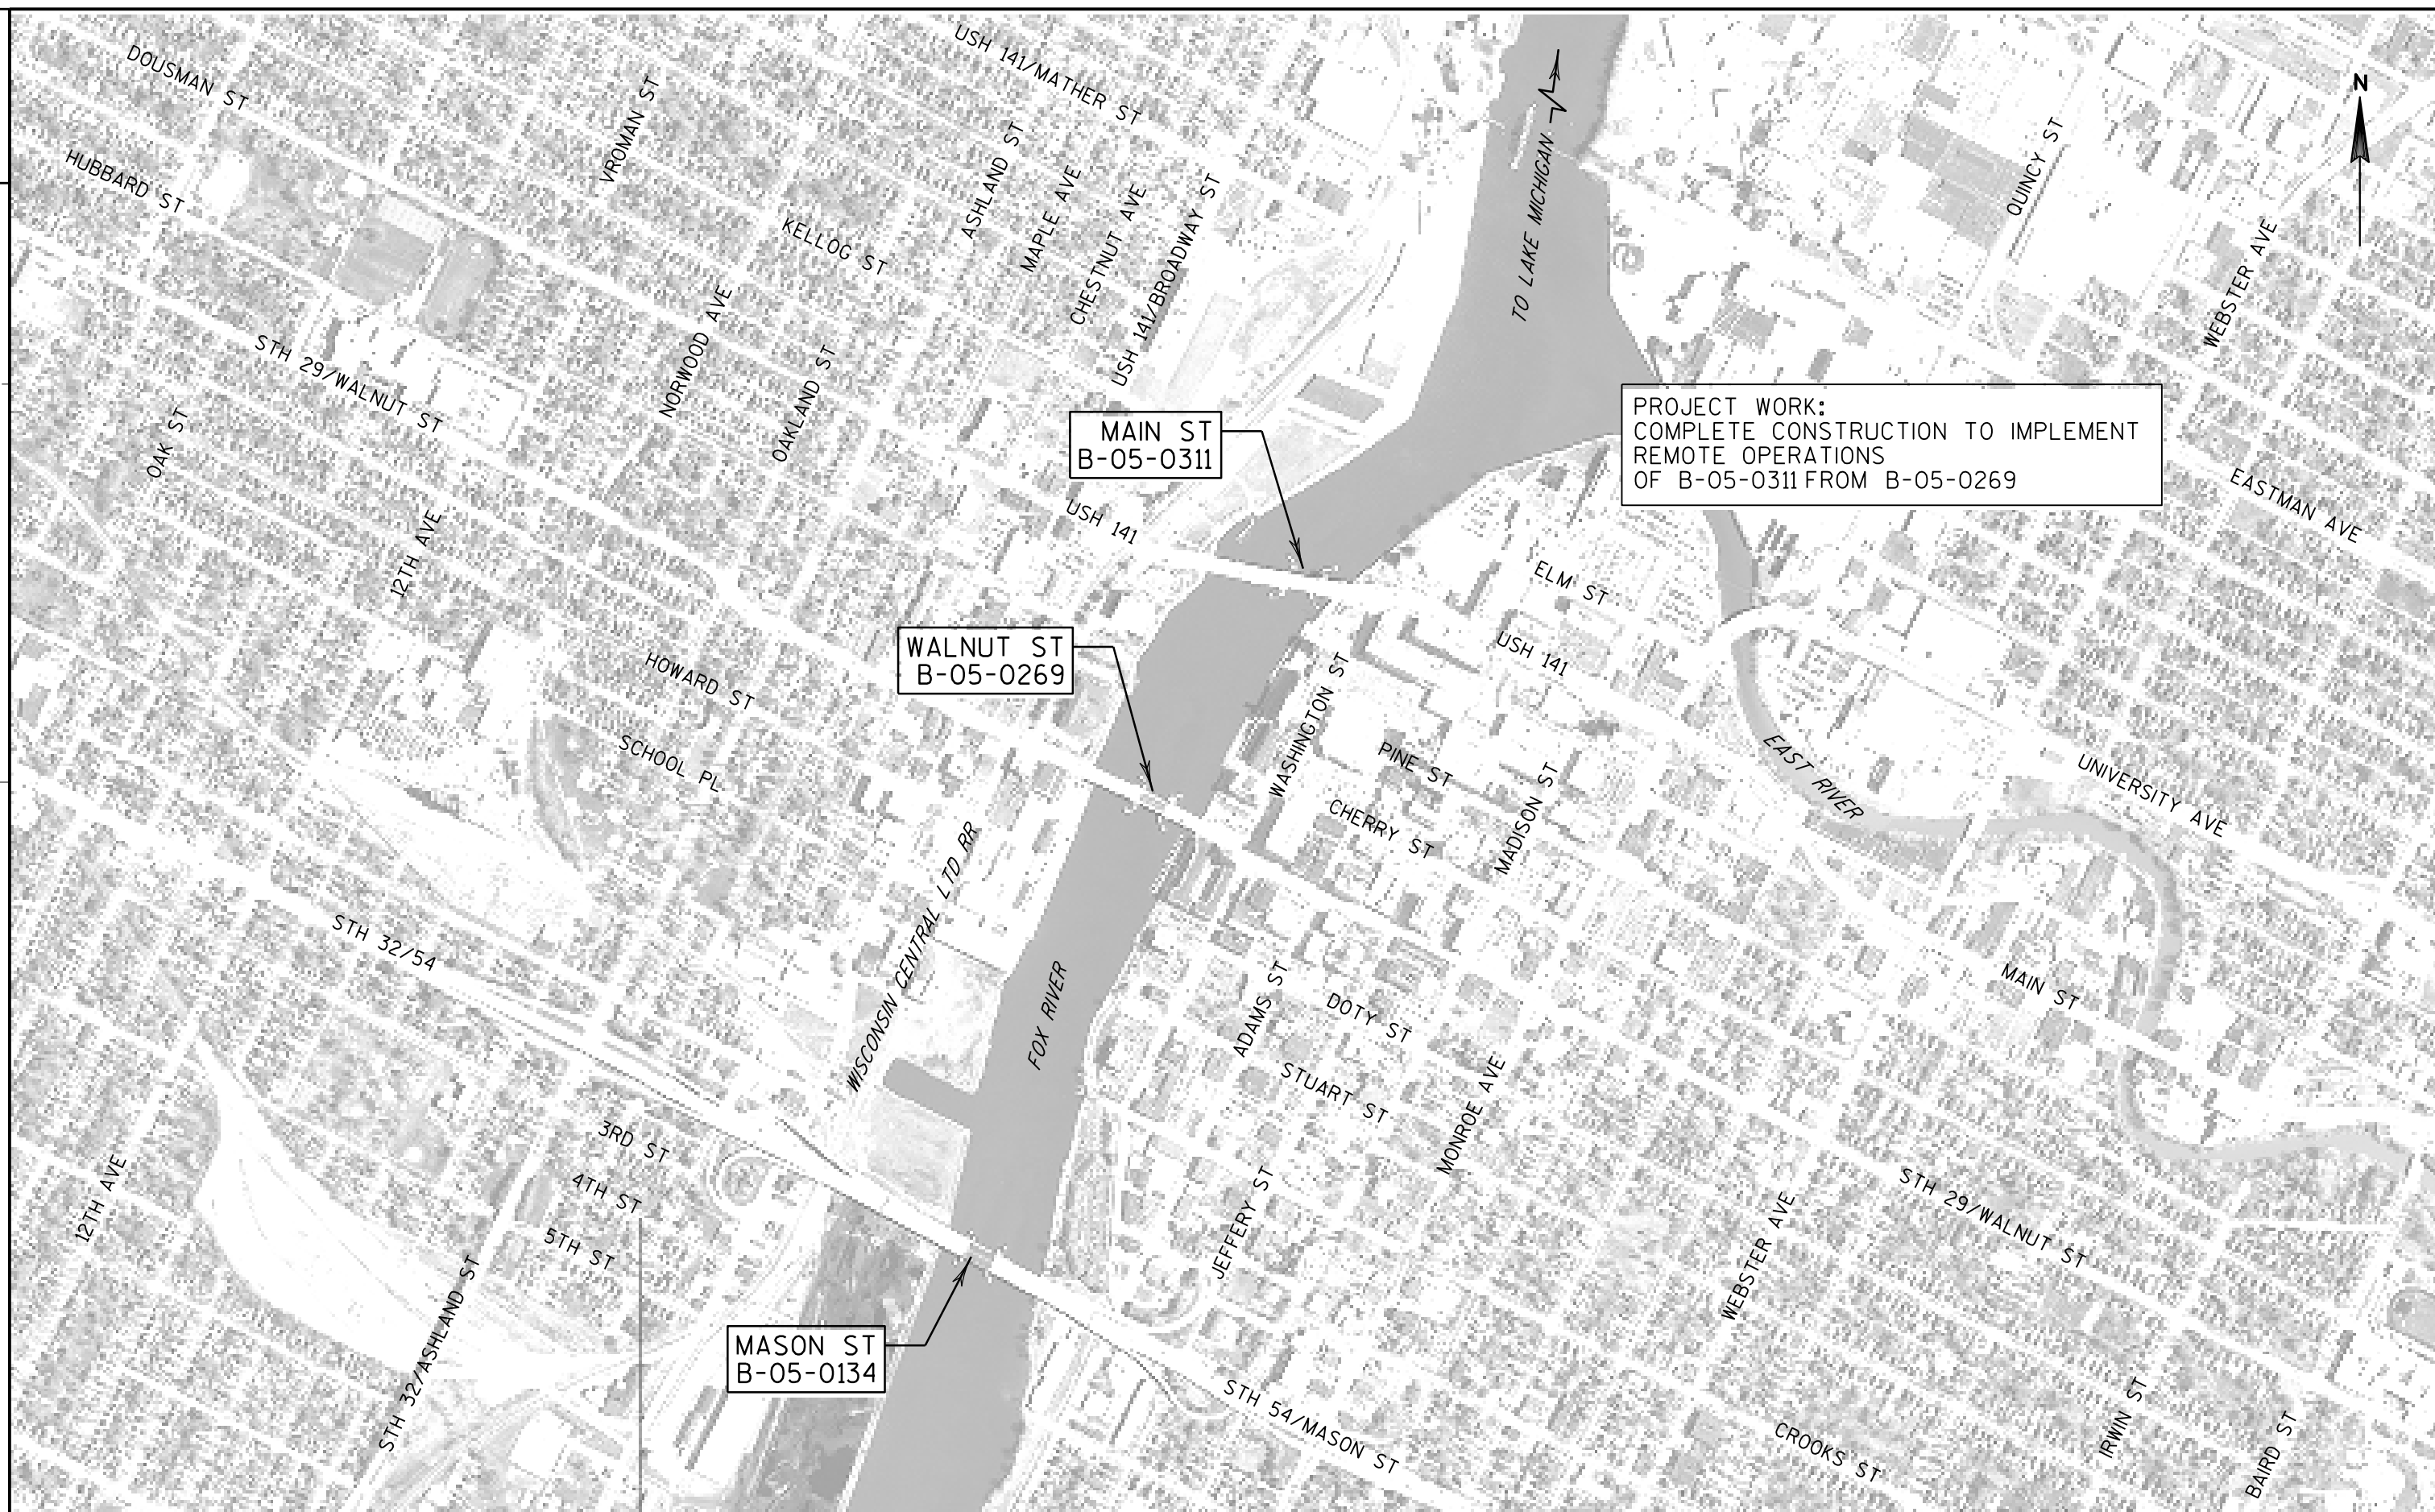 DOUSMAN ST
HUBBARD ST
VROMAN ST
USH 141/MATHER ST
KELLOG ST
ASHLAND ST
MAPLE AVE
CHESTNUT AVE
USH 141/BROADWAY ST
TO LAKE MICHIGAN
QUINCY ST
N
WEBSTER AVE
STH 29/WALNUT ST
NORWOOD AVE
OAKLAND ST
OAK ST
12TH AVE
MAIN ST
B-05-0311
PROJECT WORK:
COMPLETE CONSTRUCTION TO IMPLEMENT
REMOTE OPERATIONS
OF B-05-0311 FROM B-05-0269
EASTMAN AVE
USH 141
ELM ST
USH 141
WALNUT ST
B-05-0269
HOWARD ST
SCHOOL PL
WASHINGTON ST
PINE ST
CHERRY ST
MADISON ST
EAST RIVER
UNIVERSITY AVE
WISCONSIN CENTRAL LTD RR
STH 32/54
FOX RIVER
ADAMS ST
DOTY ST
STUART ST
MONROE AVE
MAIN ST
3RD ST
4TH ST
5TH ST
12TH AVE
STH 32/ASHLAND ST
JEFFERY ST
WEBSTER AVE
STH 29/WALNUT ST
MASON ST
B-05-0134
STH 54/MASON ST
CROOKS ST
IRWIN ST
BAIRD ST